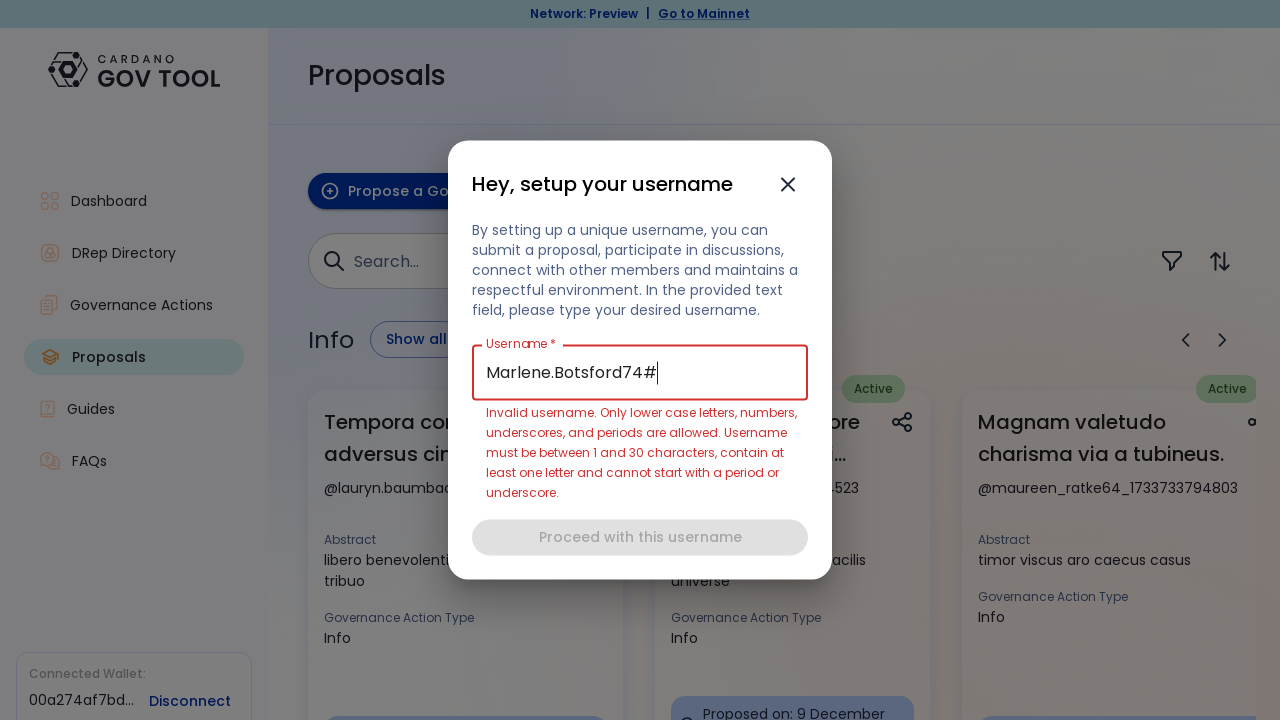 Network: Preview | Go to Mainnet
CARDANO
GOV TOOL
Proposals
Dashboard
DRep Directory
Governance Actions
Proposals
Guides
FAQs
Connected Wallet:
00a274af7bd... Disconnect
Propose a Go
Search...
Info
Show all
Hey, setup your username
By setting up a unique username, you can
submit a proposal, participate in discussions,
connect with other members and maintains a
respectful environment. In the provided text
field, please type your desired username.
Username *
Marlene.Botsford74#
Invalid username. Only lower case letters, numbers,
underscores, and periods are allowed. Username
must be between 1 and 30 characters, contain at
least one letter and cannot start with a period or
underscore.
Proceed with this username
Tempora
adversus
@lauryn.baumbac
Abstract
libero benevolenti
tribuo
Governance Action Type
Info
Active
ore
...
4523
acilis
universe
Governance Action Type
Info
Proposed on: 9 December
Active
Magnam valetudo
charisma via a tubineus.
@maureen_ratke64_1733733794803
Abstract
timor viscus aro caecus casus
Governance Action Type
Info